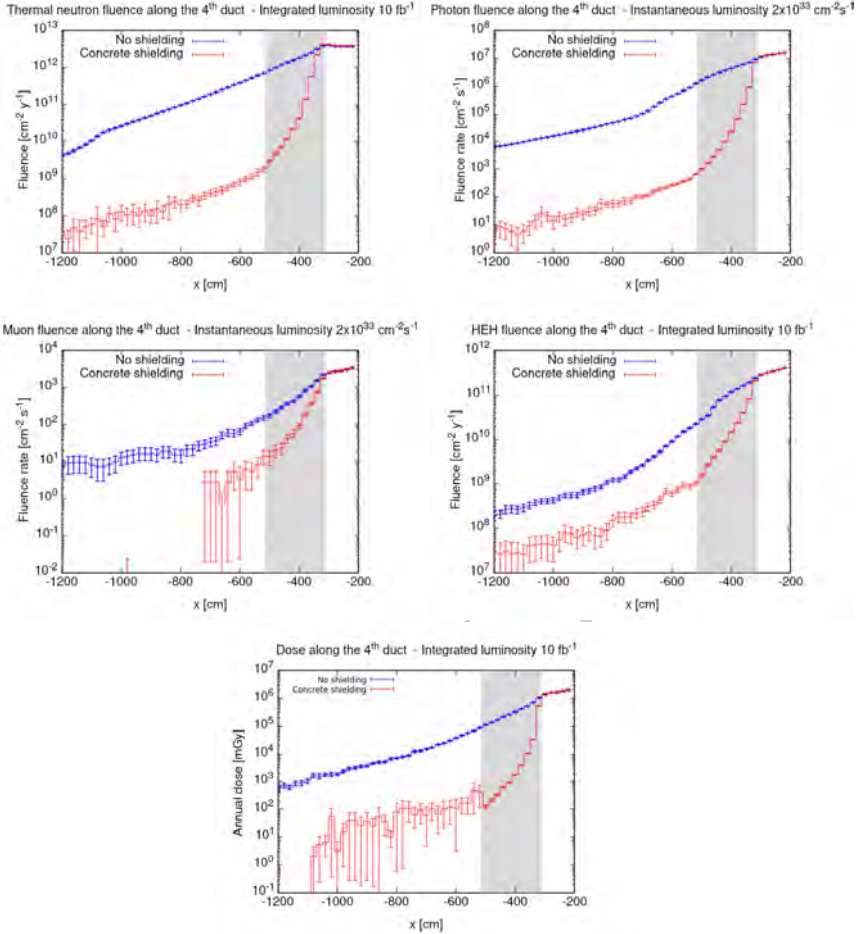 Thermal neutron fluence along the 4th duct - Integrated luminosity 10 fb-1
No shielding
Concrete shielding
Fluence [cm-2 y-1]
10^13
10^12
10^11
10^10
10^9
10^8
10^7
-1200 -1000 -800 -600 -400 -200
x [cm]
Photon fluence along the 4th duct - Instantaneous luminosity 2x10^33 cm-2s-1
No shielding
Concrete shielding
Fluence rate [cm-2 s-1]
10^8
10^7
10^6
10^5
10^4
10^3
10^2
10^1
10^0
-1200 -1000 -800 -600 -400 -200
x [cm]
Muon fluence along the 4th duct - Instantaneous luminosity 2x10^33 cm-2s-1
No shielding
Concrete shielding
Fluence rate [cm-2 s-1]
10^4
10^3
10^2
10^1
10^0
10^-1
10^-2
-1200 -1000 -800 -600 -400 -200
x [cm]
HEH fluence along the 4th duct - Integrated luminosity 10 fb-1
No shielding
Concrete shielding
Fluence [cm-2 y-1]
10^12
10^11
10^10
10^9
10^8
10^7
-1200 -1000 -800 -600 -400 -200
x [cm]
Dose along the 4th duct - Integrated luminosity 10 fb-1
No shielding
Concrete shielding
Annual dose [mGy]
10^7
10^6
10^5
10^4
10^3
10^2
10^1
10^0
10^-1
-1200 -1000 -800 -600 -400 -200
x [cm]